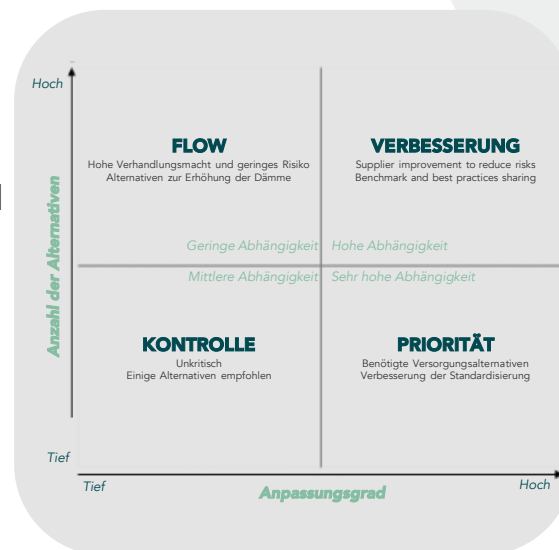 Hoch
Anzahl der Alternativen
FLOW
Hohe Verhandlungsmacht und geringes Risiko
Alternativen zur Erhöhung der Dämme
VERBESSERUNG
Supplier improvement to reduce risks
Benchmark and best practices sharing
Geringe Abhängigkeit
Hohe Abhängigkeit
Mittlere Abhängigkeit
Sehr hohe Abhängigkeit
KONTROLLE
Unkritisch
Einige Alternativen empfohlen
PRIORITÄT
Benötigte Versorgungsalternativen
Verbesserung der Standardisierung
Tief
Tief
Anpassungsgrad
Hoch